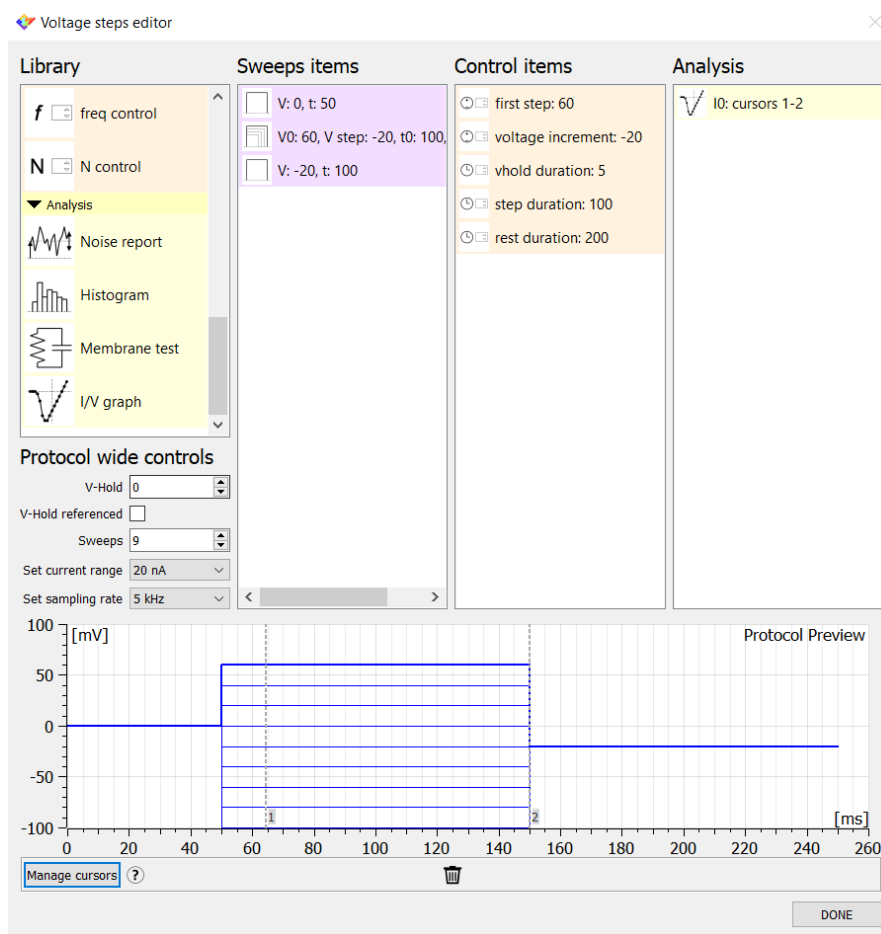 Voltage steps editor
Library
Sweeps items
Control items
Analysis
f freq control
N N control
Analysis
Noise report
Histogram
Membrane test
I/V graph
V: 0, t: 50
V0: 60, V step: -20, t0: 100,
V: -20, t: 100
first step: 60
voltage increment: -20
vhold duration: 5
step duration: 100
rest duration: 200
I0: cursors 1-2
Protocol wide controls
V-Hold 0
V-Hold referenced
Sweeps 9
Set current range 20 nA
Set sampling rate 5 kHz
100
[mV]
Protocol Preview
50
0
-50
-100
1
2
[ms]
0 20 40 60 80 100 120 140 160 180 200 220 240 260
Manage cursors ?
DONE